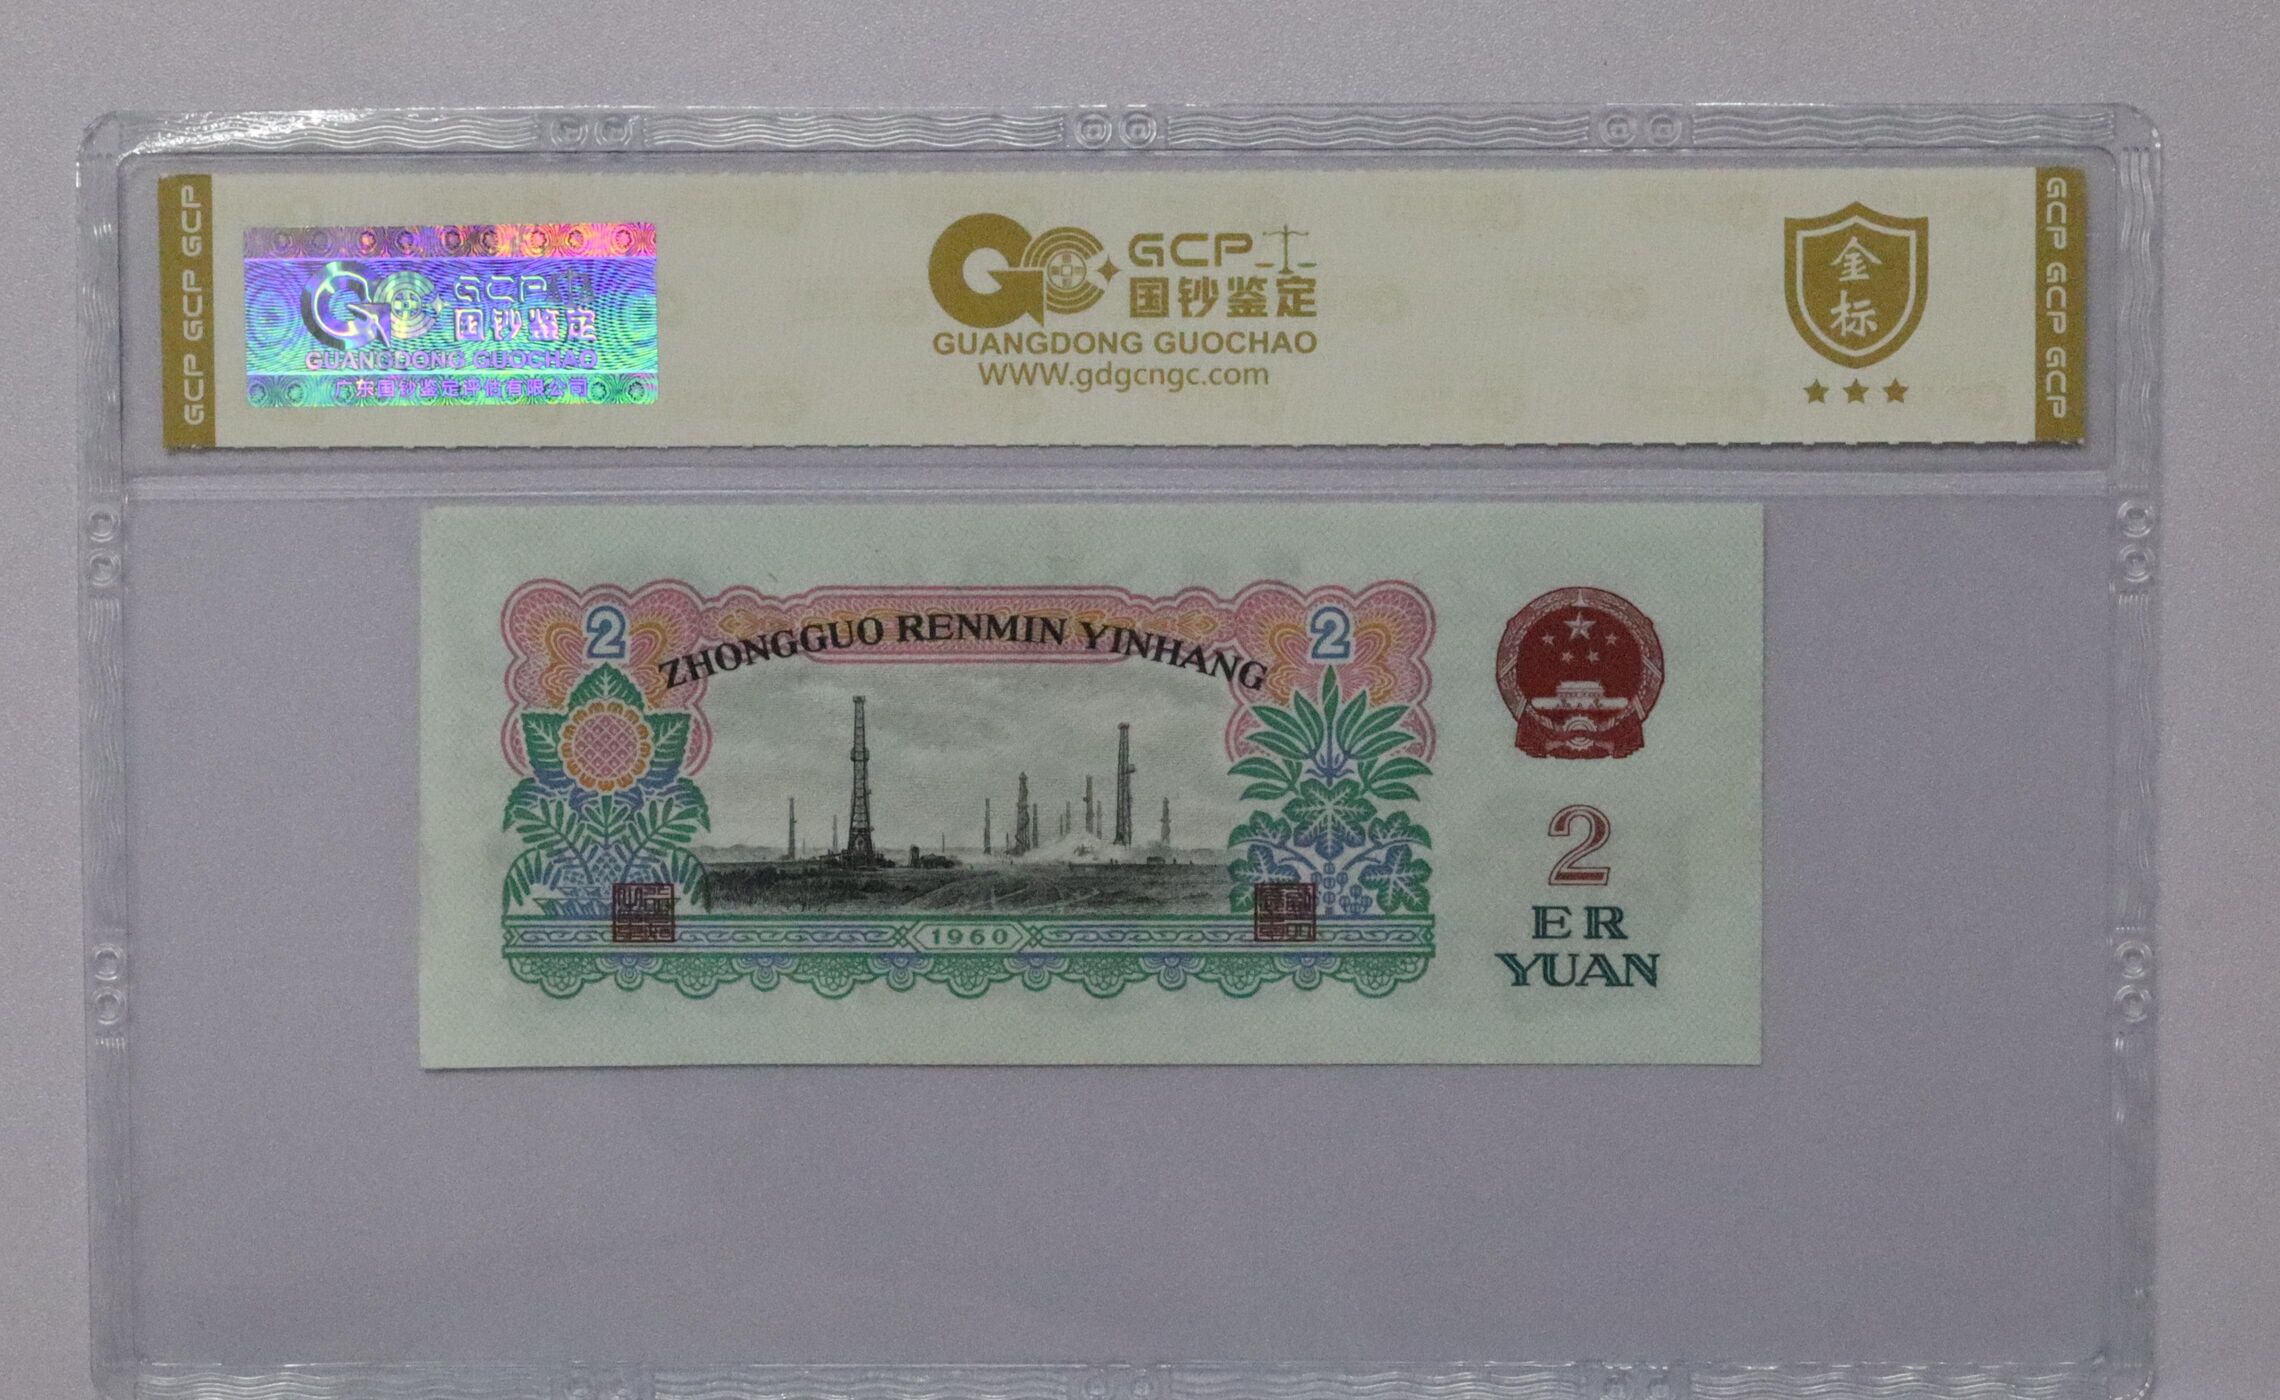 GCP GCP GCP
GCP
国钞鉴定
GUANGDONG GUOCHAO
广东国钞鉴定评估有限公司
GCP
国钞鉴定
GUANGDONG GUOCHAO
WWW.gdgcngc.com
金
标
GCP GCP GCP
2
2
ZHONGGUO RENMIN YINHANG
1960
2
ER
YUAN